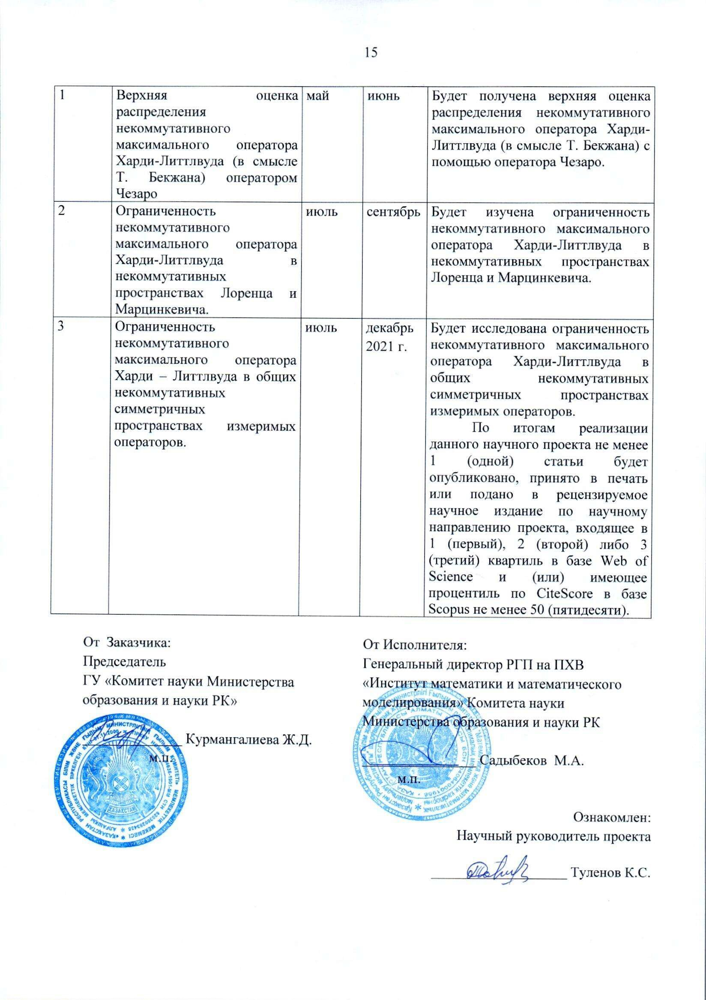 15
1
Верхняя оценка
распределения
некоммутативного
максимального оператора
Харди-Литтлвуда (в смысле
Т. Бекжана) оператором
Чезаро
май
июнь
Будет получена верхняя оценка
распределения некоммутативного
максимального оператора Харди-
Литтлвуда (в смысле Т. Бекжана) с
помощью оператора Чезаро.
2
Ограниченность
некоммутативного
максимального оператора
Харди-Литтлвуда в
некоммутативных
пространствах Лоренца и
Марцинкевича.
июль
сентябрь
Будет изучена ограниченность
некоммутативного максимального
оператора Харди-Литтлвуда в
некоммутативных пространствах
Лоренца и Марцинкевича.
3
Ограниченность
некоммутативного
максимального оператора
Харди – Литтлвуда в общих
некоммутативных
симметричных
пространствах измеримых
операторов.
июль
декабрь
2021 г.
Будет исследована ограниченность
некоммутативного максимального
оператора Харди-Литтлвуда в
общих некоммутативных
симметричных пространствах
измеримых операторов.
По итогам реализации
данного научного проекта не менее
1 (одной) статьи будет
опубликовано, принято в печать
или подано в рецензируемое
научное издание по научному
направлению проекта, входящее в
1 (первый), 2 (второй) либо 3
(третий) квартиль в базе Web of
Science и (или) имеющее
процентиль по CiteScore в базе
Scopus не менее 50 (пятидесяти).
От Заказчика:
Председатель
ГУ «Комитет науки Министерства
образования и науки РК»
Курмангалиева Ж.Д.
м.п.
ҚАЗАҚСТАН
От Исполнителя:
Генеральный директор РГП на ПХВ
«Институт математики и математического
моделирования» Комитета науки
Министерства образования и науки РК
Садыбеков М.А.
м.п.
Ознакомлен:
Научный руководитель проекта
Туленов К.С.